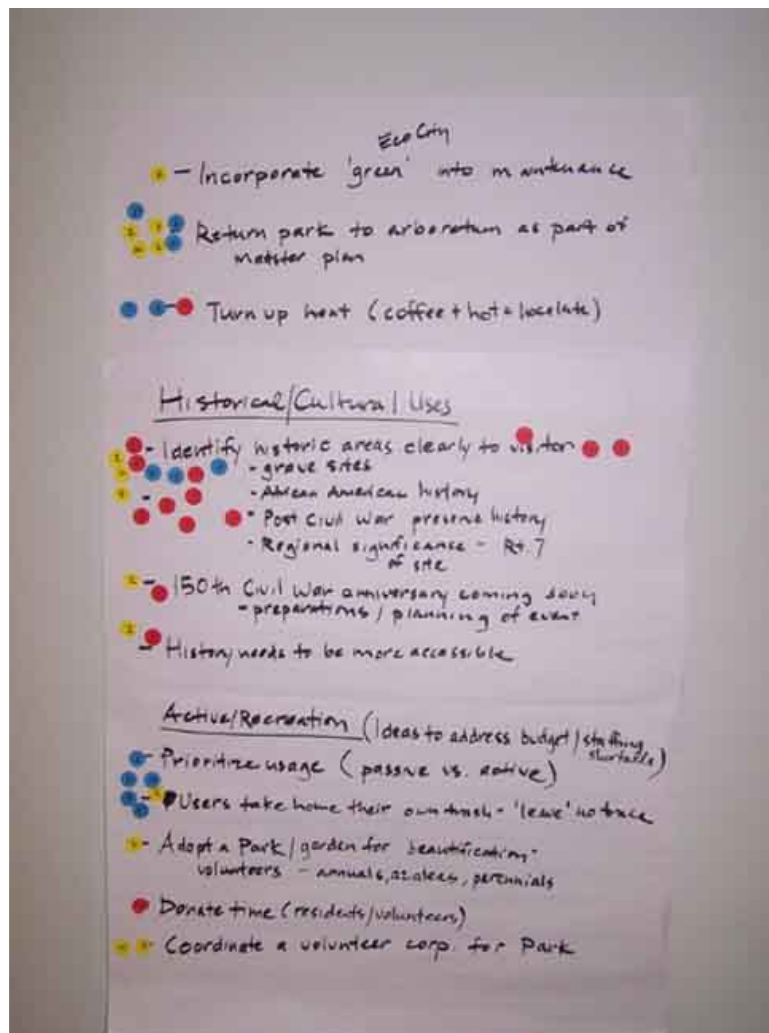 Eco City
- Incorporate 'green' into maintenance
Return park to arboretum as part of
Matster plan
- Turn up heat (coffee + hot chocolate)
Historical/Cultural Uses
- Identify historic areas clearly to visitor
- grave sites
- African American history
- Post Civil War preserve history
- Regional significance - Rt. 7
of site
- 150th Civil War anniversary coming soon
- preparations / planning of event
- History needs to be more accessible
Active/Recreation (Ideas to address budget / staffing
shortfalls)
- Prioritize usage (passive vs. active)
- Users take home their own trash - 'leave' no trace
- Adopt a Park / garden for beautification -
volunteers - annuals, azaleas, perennials
Donate time (residents/volunteers)
- Coordinate a volunteer corp. for Park